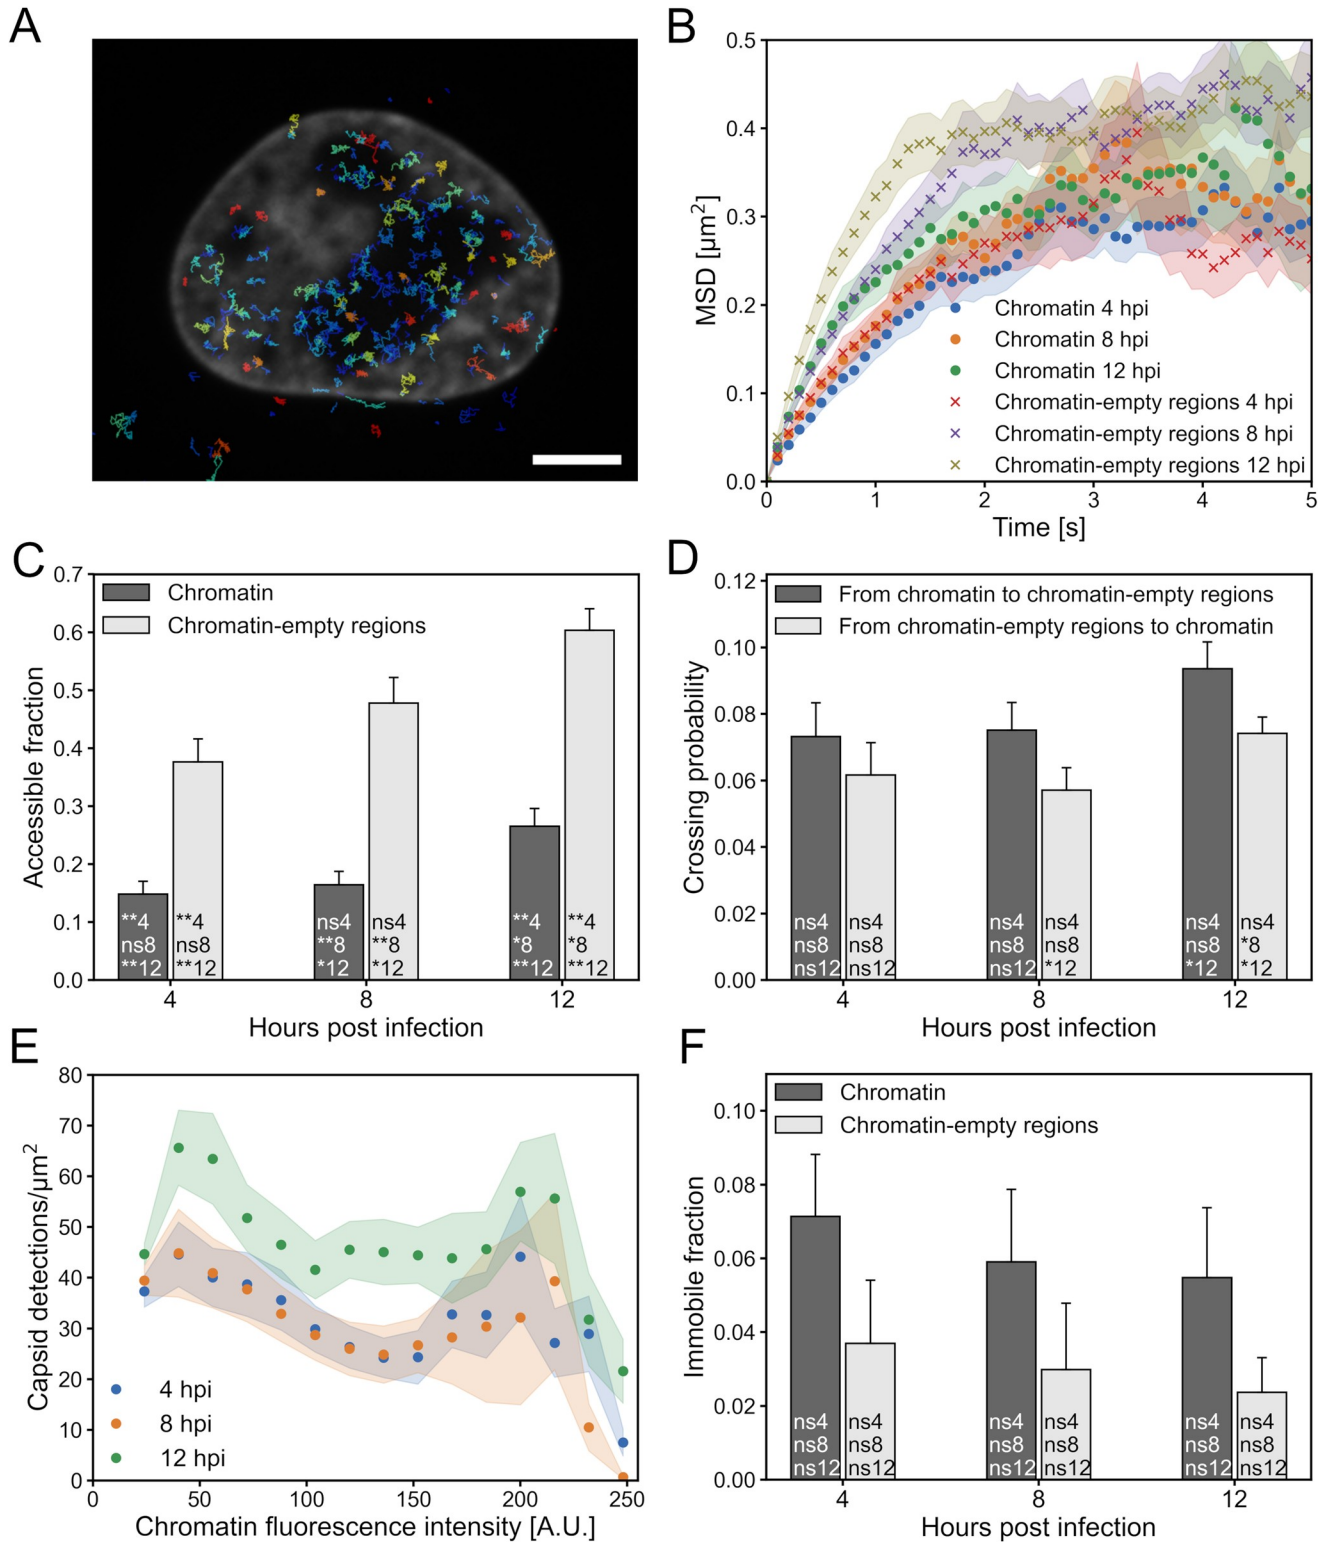 A
B
0.5
0.4
0.3
0.2
0.1
0.0
MSD [µm²]
Chromatin 4 hpi
Chromatin 8 hpi
Chromatin 12 hpi
Chromatin-empty regions 4 hpi
Chromatin-empty regions 8 hpi
Chromatin-empty regions 12 hpi
0 1 2 3 4 5
Time [s]
C
0.7
0.6
0.5
0.4
0.3
0.2
0.1
0.0
Accessible fraction
Chromatin
Chromatin-empty regions
**4 **4 ns4 ns4 **4 **4
ns8 ns8 **8 **8 *8 *8
**12 **12 *12 *12 **12 **12
4 8 12
Hours post infection
D
0.12
0.10
0.08
0.06
0.04
0.02
0.00
Crossing probability
From chromatin to chromatin-empty regions
From chromatin-empty regions to chromatin
ns4 ns4 ns4 ns4 ns4 ns4
ns8 ns8 ns8 ns8 ns8 *8
ns12 ns12 ns12 *12 *12 *12
4 8 12
Hours post infection
E
80
70
60
50
40
30
20
10
0
Capsid detections/µm²
4 hpi
8 hpi
12 hpi
0 50 100 150 200 250
Chromatin fluorescence intensity [A.U.]
F
0.10
0.08
0.06
0.04
0.02
0.00
Immobile fraction
Chromatin
Chromatin-empty regions
ns4 ns4 ns4 ns4 ns4 ns4
ns8 ns8 ns8 ns8 ns8 ns8
ns12 ns12 ns12 ns12 ns12 ns12
4 8 12
Hours post infection